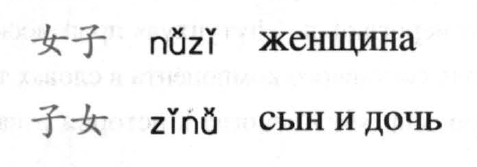 女子 nǚzǐ женщина
子女 zǐnǚ сын и дочь